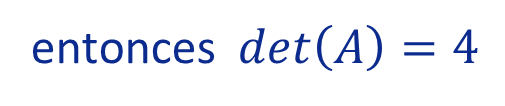 entonces det(A) = 4